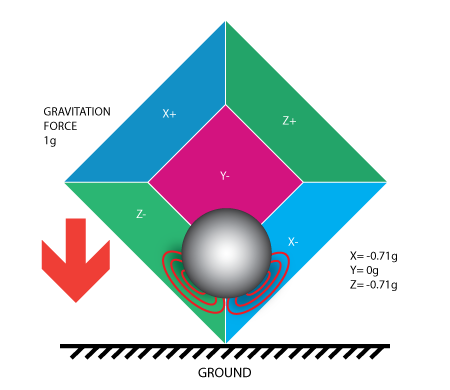 GRAVITATION
FORCE
1g
X+
Z+
Y-
Z-
X-
X= -0.71g
Y= 0g
Z= -0.71g
GROUND